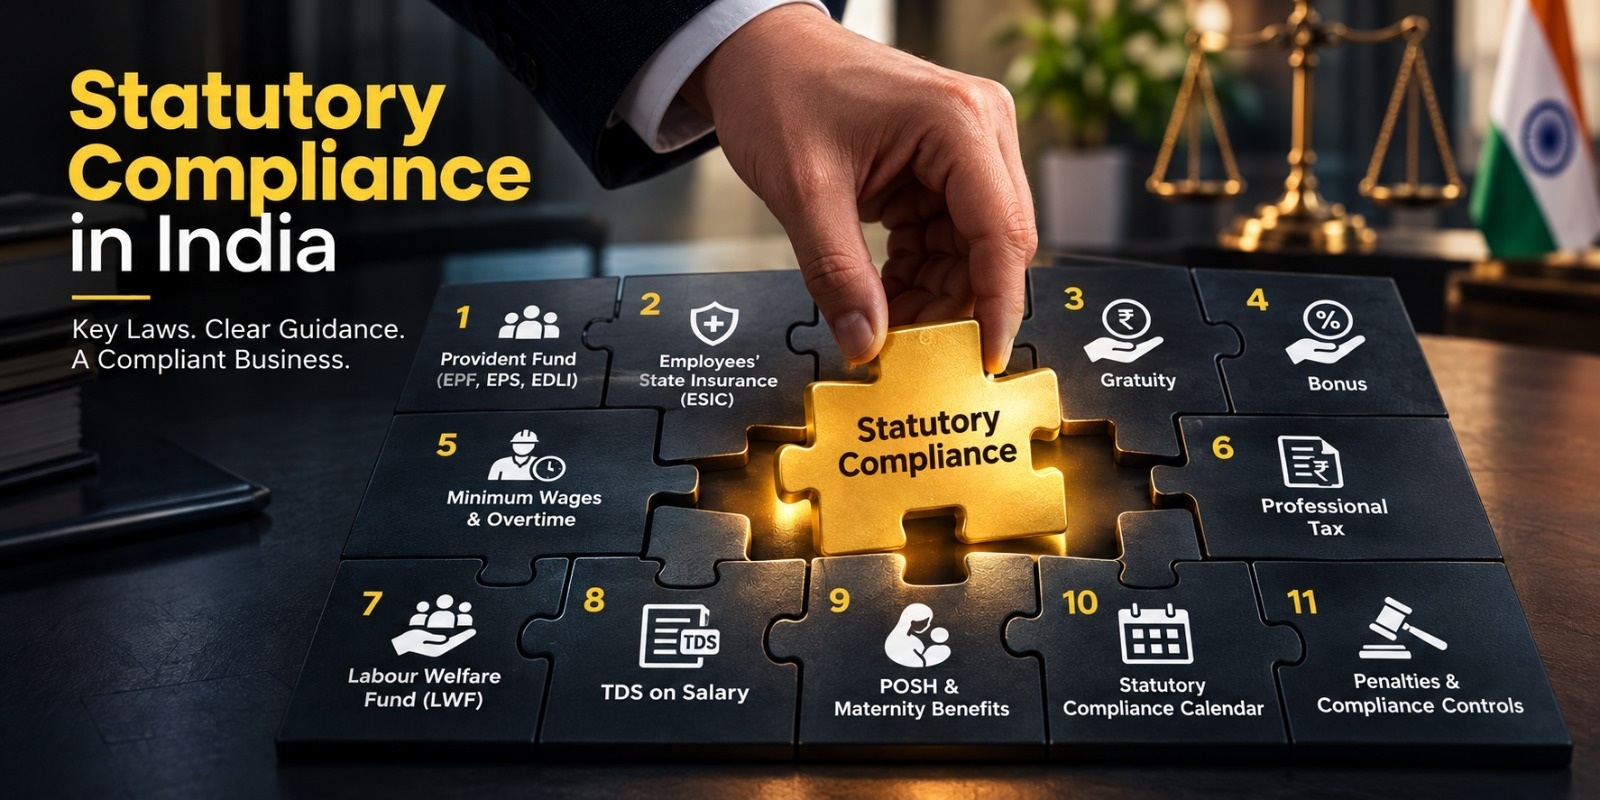 Statutory
Compliance
in India
Key Laws. Clear Guidance.
A Compliant Business.
1
Provident Fund
(EPF, EPS, EDLI)
2
Employees'
State Insurance
(ESIC)
3
₹
Gratuity
4
%
Bonus
Statutory
Compliance
5
Minimum Wages
& Overtime
6
₹
Professional
Tax
7
Labour Welfare
Fund (LWF)
8
TDS
TDS on Salary
9
POSH &
Maternity Benefits
10
Statutory
Compliance Calendar
11
Penalties &
Compliance Controls